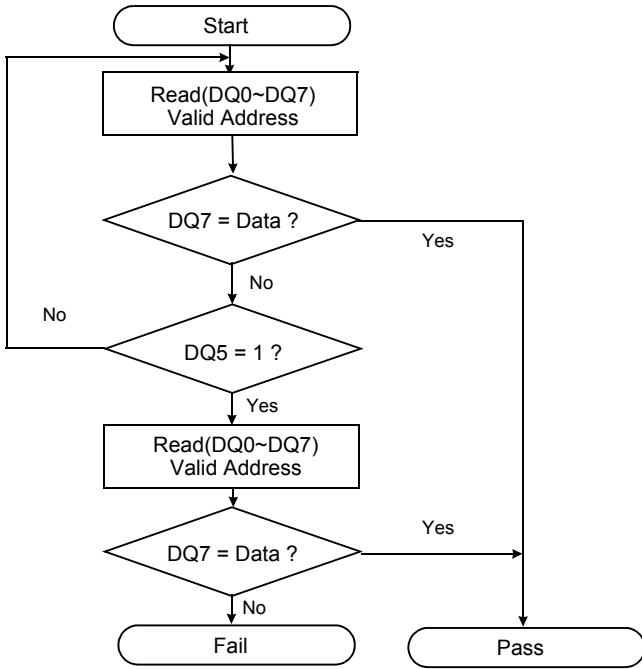 Start
Read(DQ0~DQ7)
Valid Address
DQ7 = Data ?
Yes
No
No
DQ5 = 1 ?
Yes
Read(DQ0~DQ7)
Valid Address
DQ7 = Data ?
Yes
No
Fail
Pass